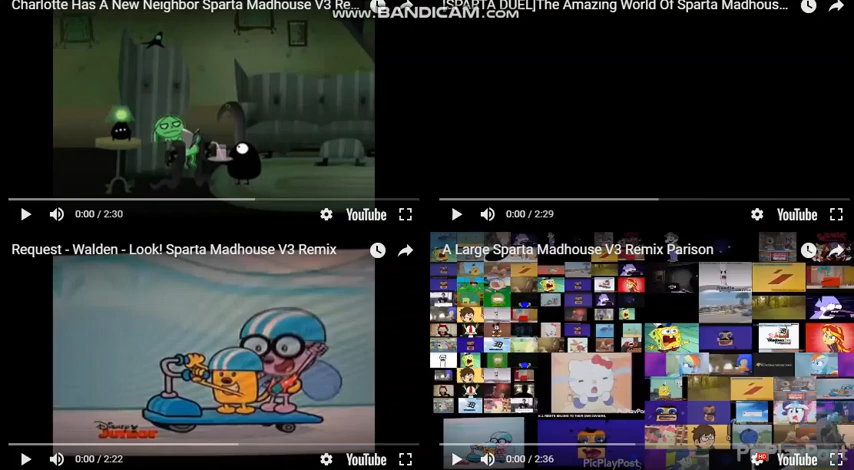 Charlotte Has A New Neighbor Sparta Madhouse V3 Re...
[SPARTA DUEL]The Amazing World Of Sparta Madhous...
www.BANDICAM.com
0:00 / 2:30
YouTube
0:00 / 2:29
YouTube
Request - Walden - Look! Sparta Madhouse V3 Remix
A Large Sparta Madhouse V3 Remix Parison
Disney Junior
PicPlayPost
0:00 / 2:22
YouTube
0:00 / 2:36
HD
YouTube